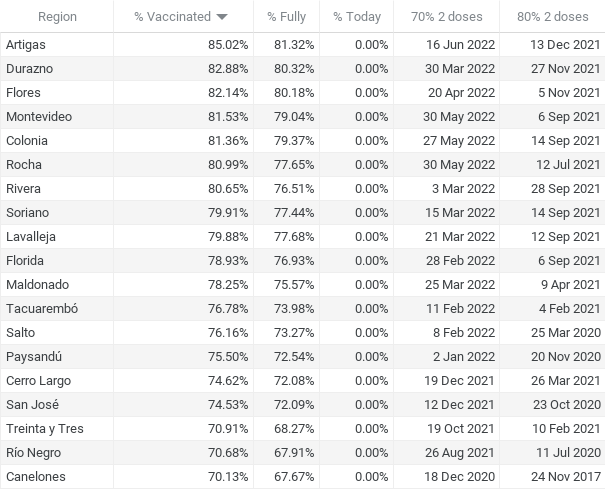 Region % Vaccinated % Fully % Today 70% 2 doses 80% 2 doses
Artigas 85.02% 81.32% 0.00% 16 Jun 2022 13 Dec 2021
Durazno 82.88% 80.32% 0.00% 30 Mar 2022 27 Nov 2021
Flores 82.14% 80.18% 0.00% 20 Apr 2022 5 Nov 2021
Montevideo 81.53% 79.04% 0.00% 30 May 2022 6 Sep 2021
Colonia 81.36% 79.37% 0.00% 27 May 2022 14 Sep 2021
Rocha 80.99% 77.65% 0.00% 30 May 2022 12 Jul 2021
Rivera 80.65% 76.51% 0.00% 3 Mar 2022 28 Sep 2021
Soriano 79.91% 77.44% 0.00% 15 Mar 2022 14 Sep 2021
Lavalleja 79.88% 77.68% 0.00% 21 Mar 2022 12 Sep 2021
Florida 78.93% 76.93% 0.00% 28 Feb 2022 6 Sep 2021
Maldonado 78.25% 75.57% 0.00% 25 Mar 2022 9 Apr 2021
Tacuarembó 76.78% 73.98% 0.00% 11 Feb 2022 4 Feb 2021
Salto 76.16% 73.27% 0.00% 8 Feb 2022 25 Mar 2020
Paysandú 75.50% 72.54% 0.00% 2 Jan 2022 20 Nov 2020
Cerro Largo 74.62% 72.08% 0.00% 19 Dec 2021 26 Mar 2021
San José 74.53% 72.09% 0.00% 12 Dec 2021 23 Oct 2020
Treinta y Tres 70.91% 68.27% 0.00% 19 Oct 2021 10 Feb 2021
Río Negro 70.68% 67.91% 0.00% 26 Aug 2021 11 Jul 2020
Canelones 70.13% 67.67% 0.00% 18 Dec 2020 24 Nov 2017